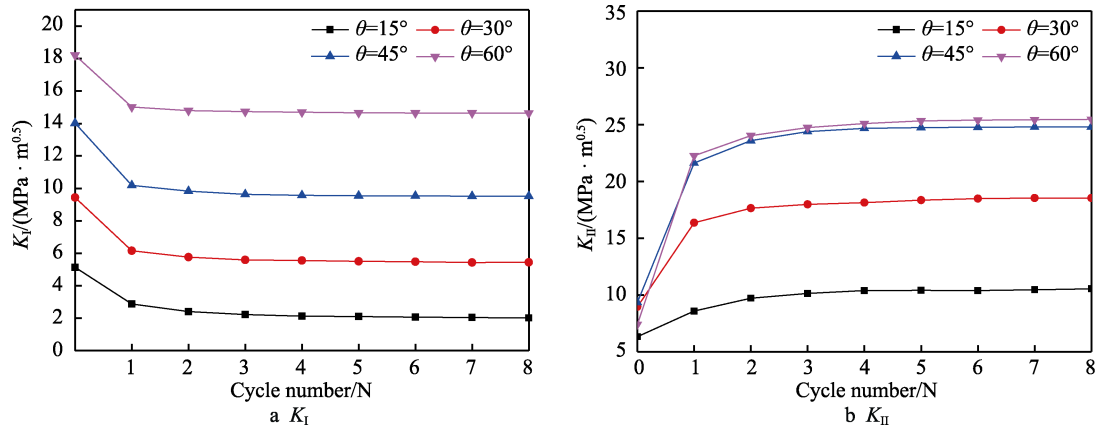 θ=15° θ=30°
θ=45° θ=60°
20
18
16
14
12
10
8
6
4
2
0
K_I/(MPa · m^0.5)
1 2 3 4 5 6 7 8
Cycle number/N
a K_I
θ=15° θ=30°
θ=45° θ=60°
35
30
25
20
15
10
5
K_II/(MPa · m^0.5)
0 1 2 3 4 5 6 7 8
Cycle number/N
b K_II